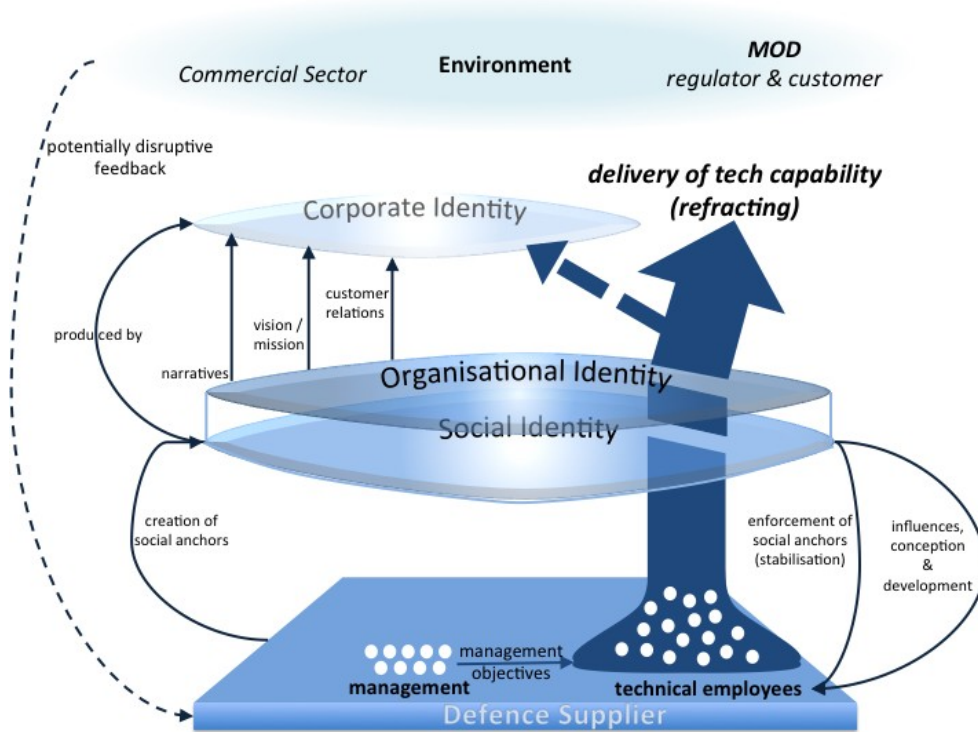 Environment
Commercial Sector
MOD
regulator & customer
potentially disruptive
feedback
delivery of tech capability
(refracting)
Corporate Identity
produced by
narratives
vision /
mission
customer
relations
Organisational Identity
Social Identity
creation of
social anchors
enforcement of
social anchors
(stabilisation)
influences,
conception
&
development
management
objectives
management
technical employees
Defence Supplier